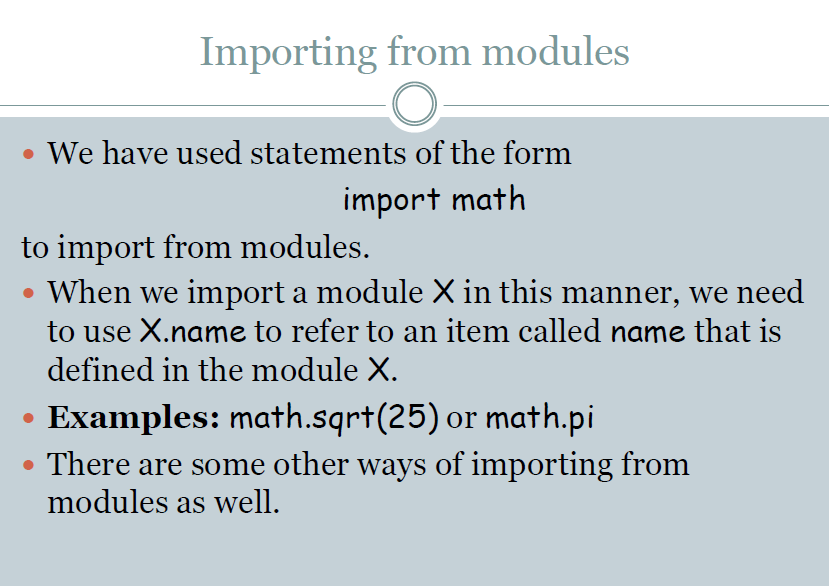 Importing from modules
• We have used statements of the form
import math
to import from modules.
• When we import a module X in this manner, we need
to use X.name to refer to an item called name that is
defined in the module X.
• Examples: math.sqrt(25) or math.pi
• There are some other ways of importing from
modules as well.